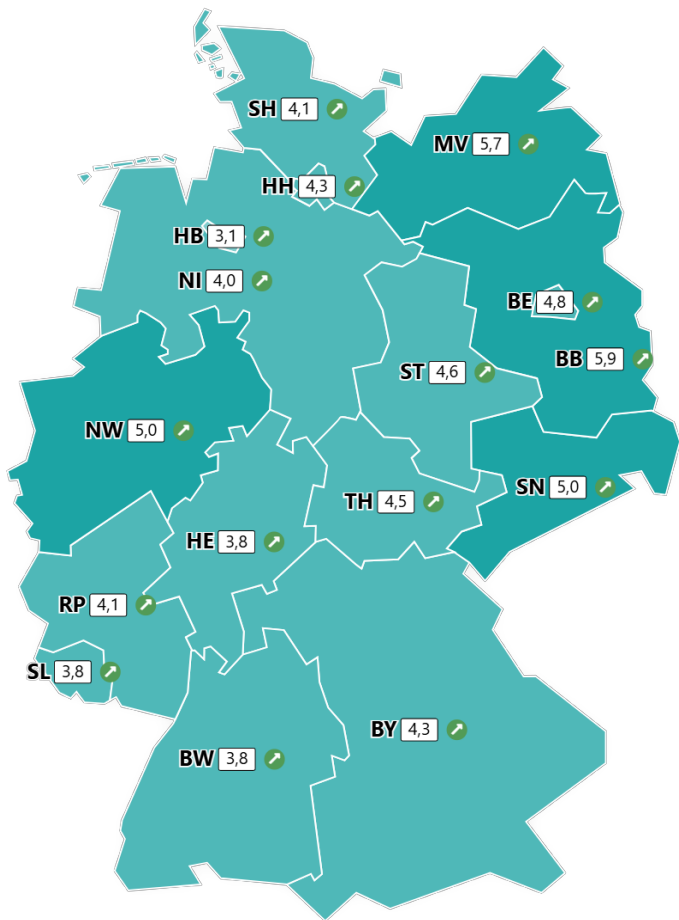 SH 4,1
MV 5,7
HH 4,3
HB 3,1
NI 4,0
BE 4,8
BB 5,9
ST 4,6
NW 5,0
SN 5,0
TH 4,5
HE 3,8
RP 4,1
SL 3,8
BY 4,3
BW 3,8